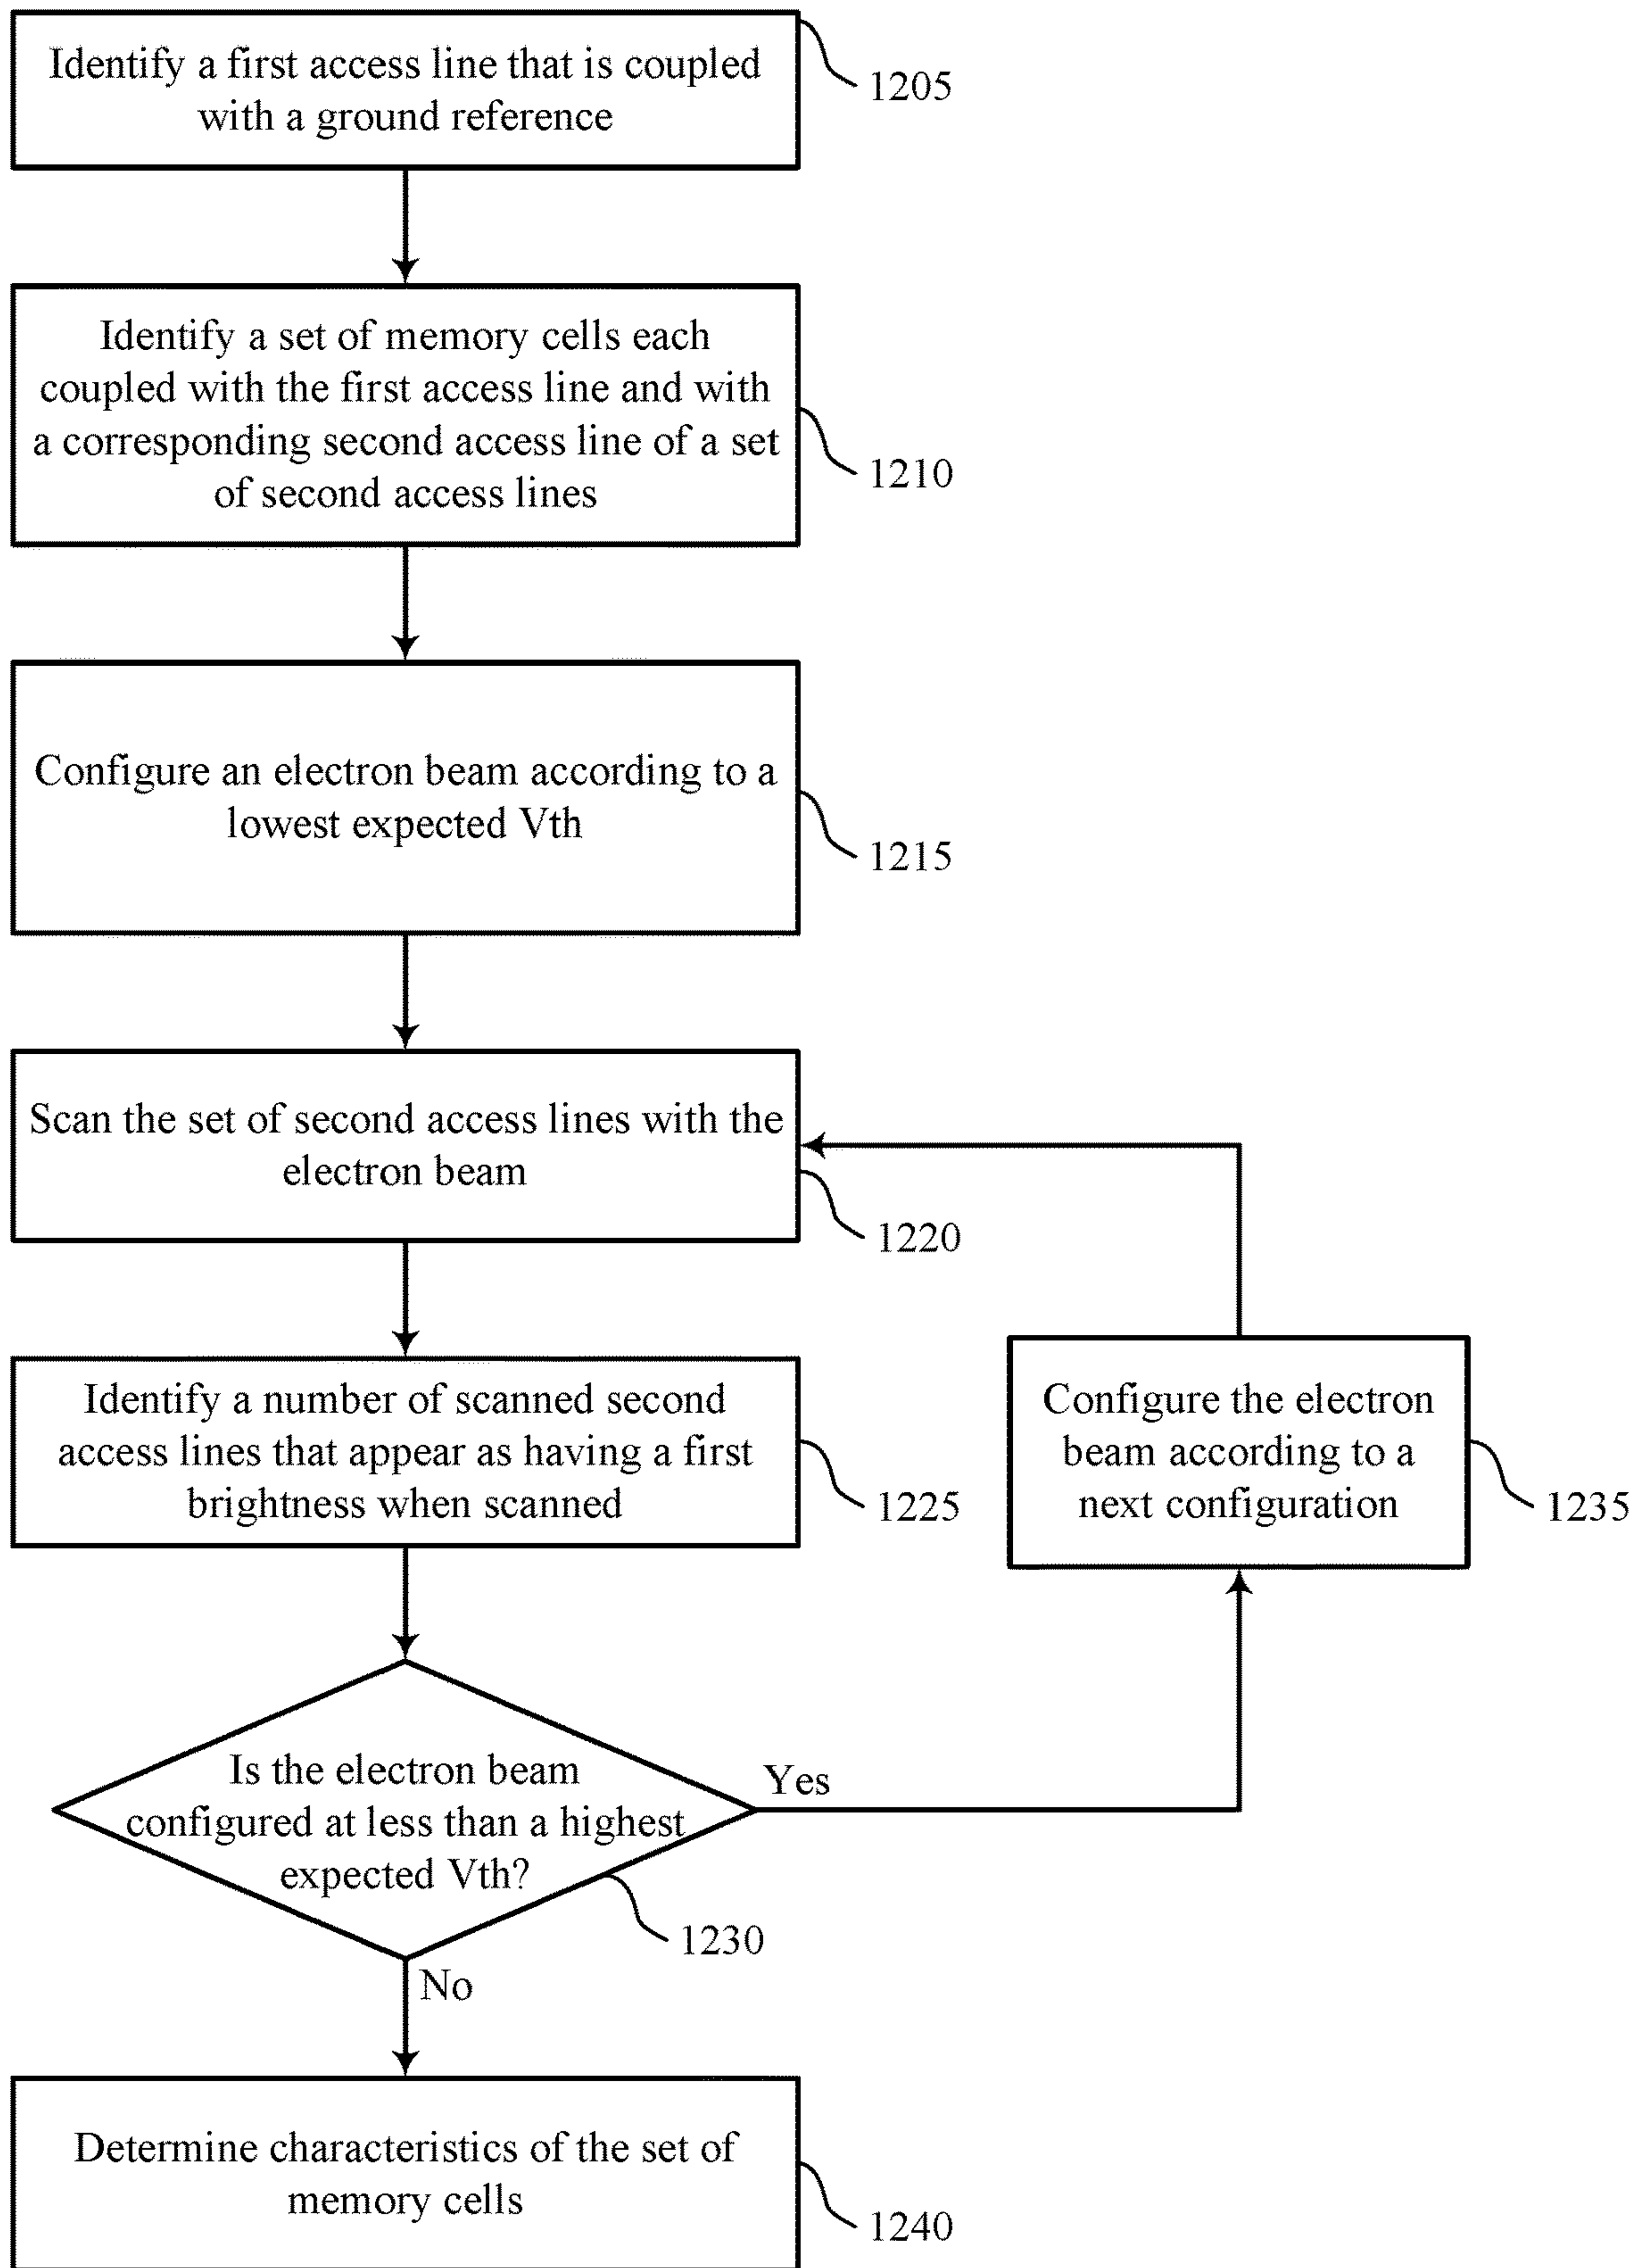 Identify a first access line that is coupled
with a ground reference
1205
Identify a set of memory cells each
coupled with the first access line and with
a corresponding second access line of a set
of second access lines
1210
Configure an electron beam according to a
lowest expected Vth
1215
Scan the set of second access lines with the
electron beam
1220
Identify a number of scanned second
access lines that appear as having a first
brightness when scanned
1225
Configure the electron
beam according to a
next configuration
1235
Is the electron beam
configured at less than a highest
expected Vth?
Yes
1230
No
Determine characteristics of the set of
memory cells
1240